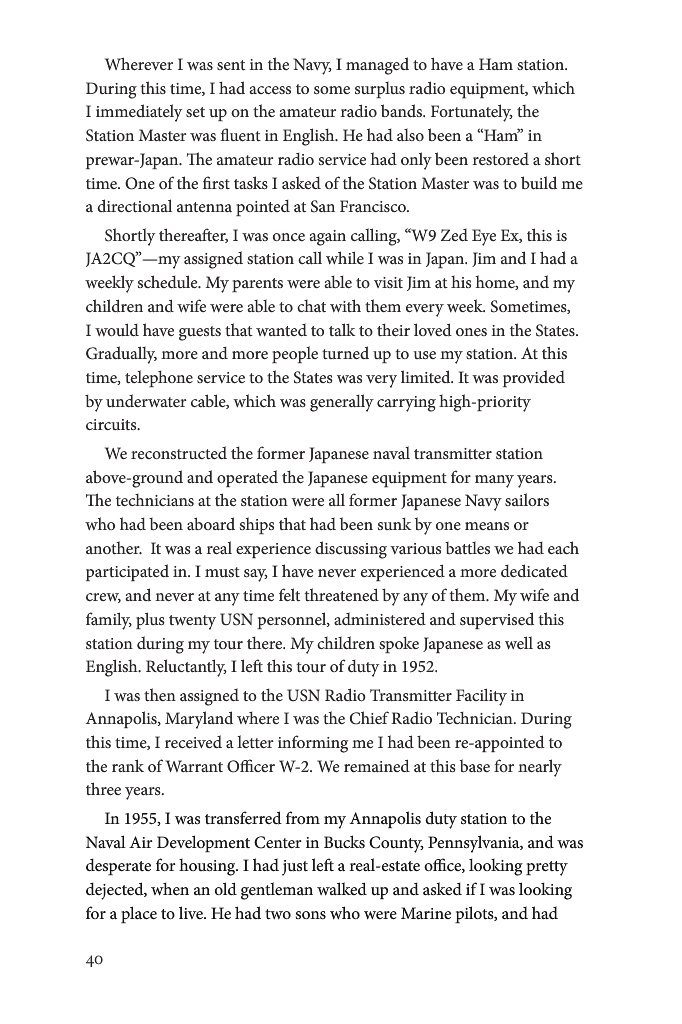 Wherever I was sent in the Navy, I managed to have a Ham station.
During this time, I had access to some surplus radio equipment, which
I immediately set up on the amateur radio bands. Fortunately, the
Station Master was fluent in English. He had also been a “Ham” in
prewar-Japan. The amateur radio service had only been restored a short
time. One of the first tasks I asked of the Station Master was to build me
a directional antenna pointed at San Francisco.
Shortly thereafter, I was once again calling, “W9 Zed Eye Ex, this is
JA2CQ”—my assigned station call while I was in Japan. Jim and I had a
weekly schedule. My parents were able to visit Jim at his home, and my
children and wife were able to chat with them every week. Sometimes,
I would have guests that wanted to talk to their loved ones in the States.
Gradually, more and more people turned up to use my station. At this
time, telephone service to the States was very limited. It was provided
by underwater cable, which was generally carrying high-priority
circuits.
We reconstructed the former Japanese naval transmitter station
above-ground and operated the Japanese equipment for many years.
The technicians at the station were all former Japanese Navy sailors
who had been aboard ships that had been sunk by one means or
another.  It was a real experience discussing various battles we had each
participated in. I must say, I have never experienced a more dedicated
crew, and never at any time felt threatened by any of them. My wife and
family, plus twenty USN personnel, administered and supervised this
station during my tour there. My children spoke Japanese as well as
English. Reluctantly, I left this tour of duty in 1952.
I was then assigned to the USN Radio Transmitter Facility in
Annapolis, Maryland where I was the Chief Radio Technician. During
this time, I received a letter informing me I had been re-appointed to
the rank of Warrant Officer W-2. We remained at this base for nearly
three years.
In 1955, I was transferred from my Annapolis duty station to the
Naval Air Development Center in Bucks County, Pennsylvania, and was
desperate for housing. I had just left a real-estate office, looking pretty
dejected, when an old gentleman walked up and asked if I was looking
for a place to live. He had two sons who were Marine pilots, and had
40